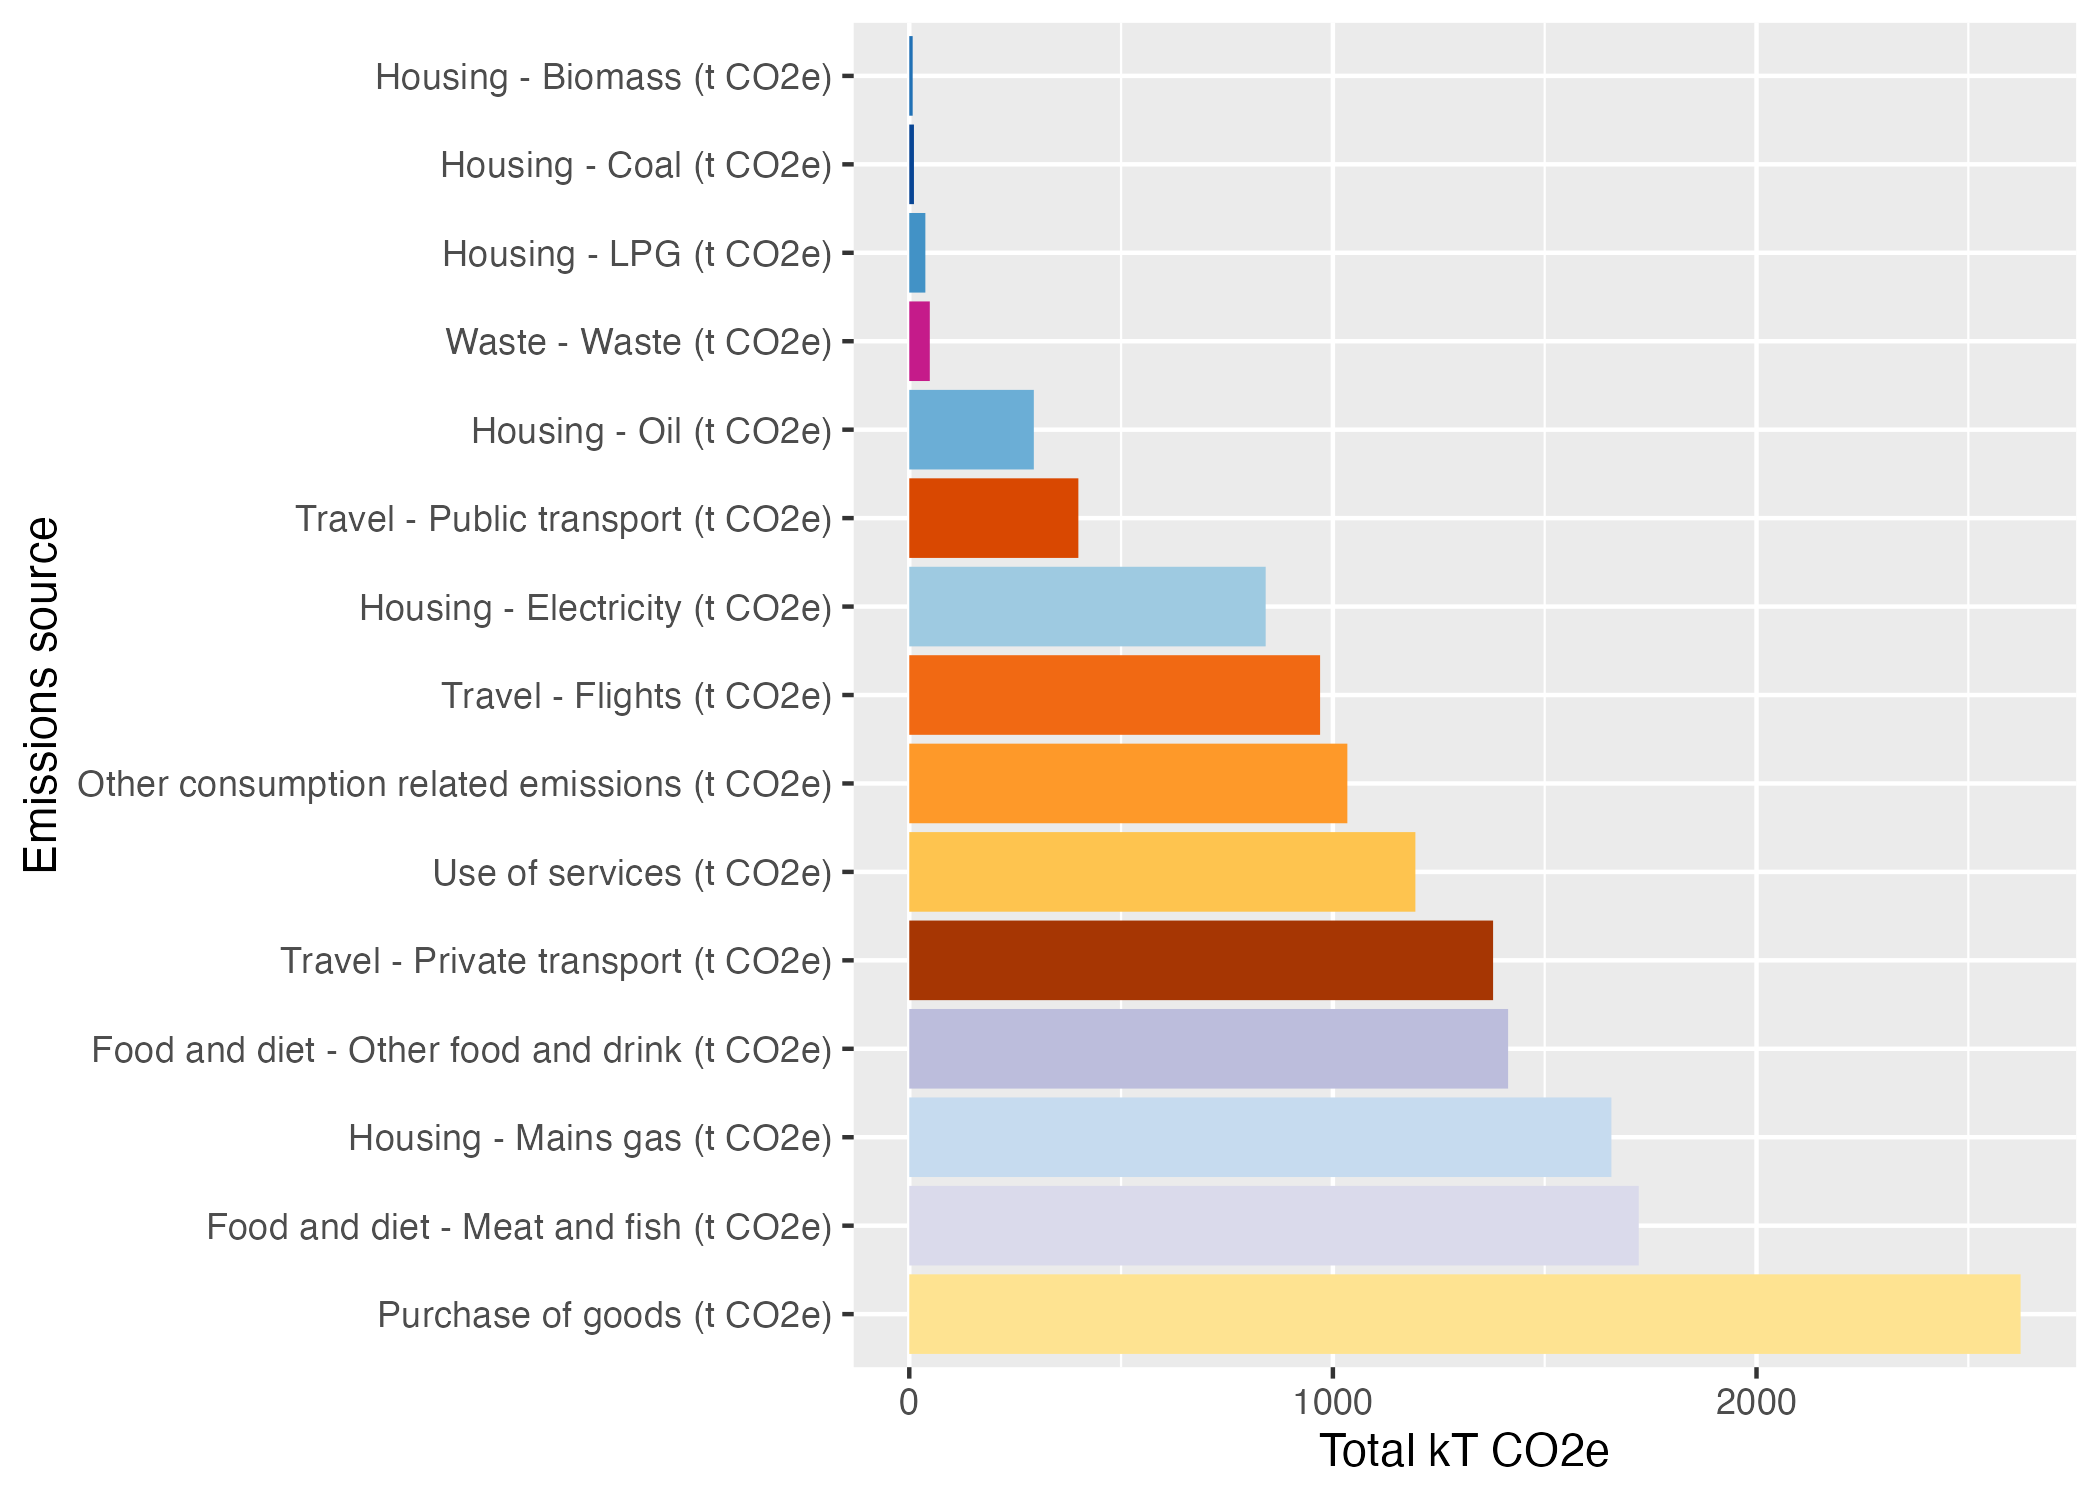 Housing - Biomass (t CO2e)
Housing - Coal (t CO2e)
Housing - LPG (t CO2e)
Waste - Waste (t CO2e)
Housing - Oil (t CO2e)
Travel - Public transport (t CO2e)
Housing - Electricity (t CO2e)
Travel - Flights (t CO2e)
Other consumption related emissions (t CO2e)
Use of services (t CO2e)
Travel - Private transport (t CO2e)
Food and diet - Other food and drink (t CO2e)
Housing - Mains gas (t CO2e)
Food and diet - Meat and fish (t CO2e)
Purchase of goods (t CO2e)
Emissions source
0 1000 2000
Total kT CO2e